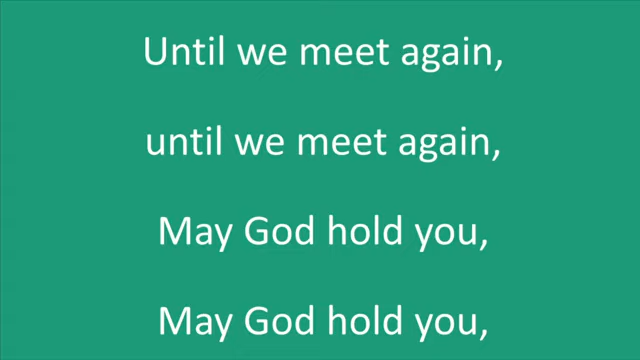 Until we meet again,
until we meet again,
May God hold you,
May God hold you,